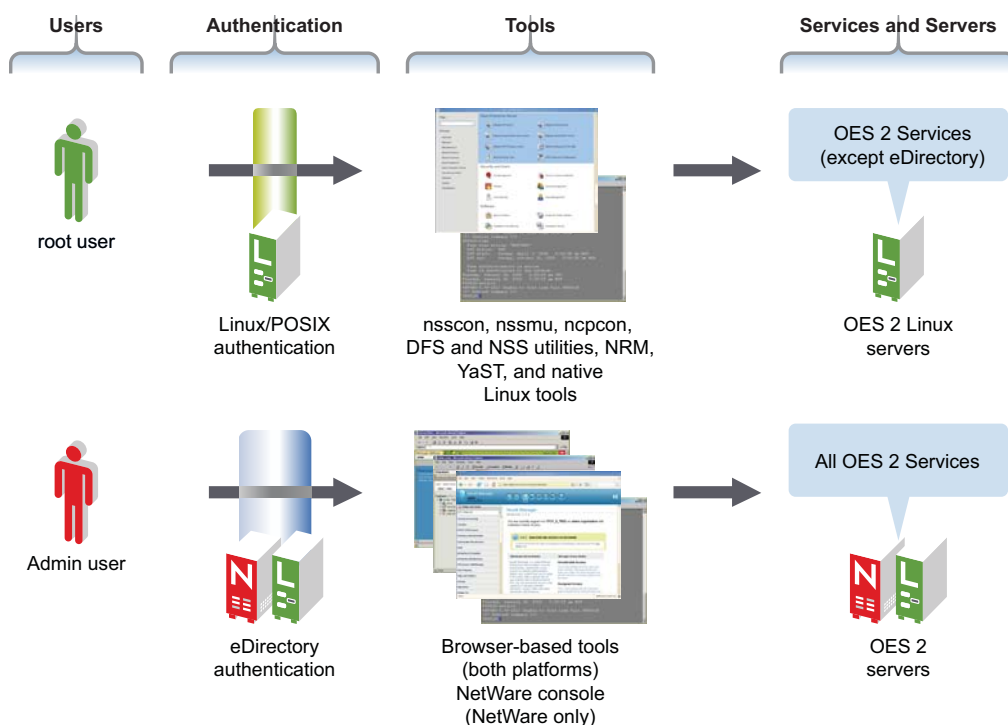 Users
Authentication
Tools
Services and Servers
root user
L
Linux/POSIX
authentication
nsscon, nssmu, ncpcon,
DFS and NSS utilities, NRM,
YaST, and native
Linux tools
OES 2 Services
(except eDirectory)
L
OES 2 Linux
servers
Admin user
N L
eDirectory
authentication
Browser-based tools
(both platforms)
NetWare console
(NetWare only)
All OES 2 Services
N L
OES 2
servers